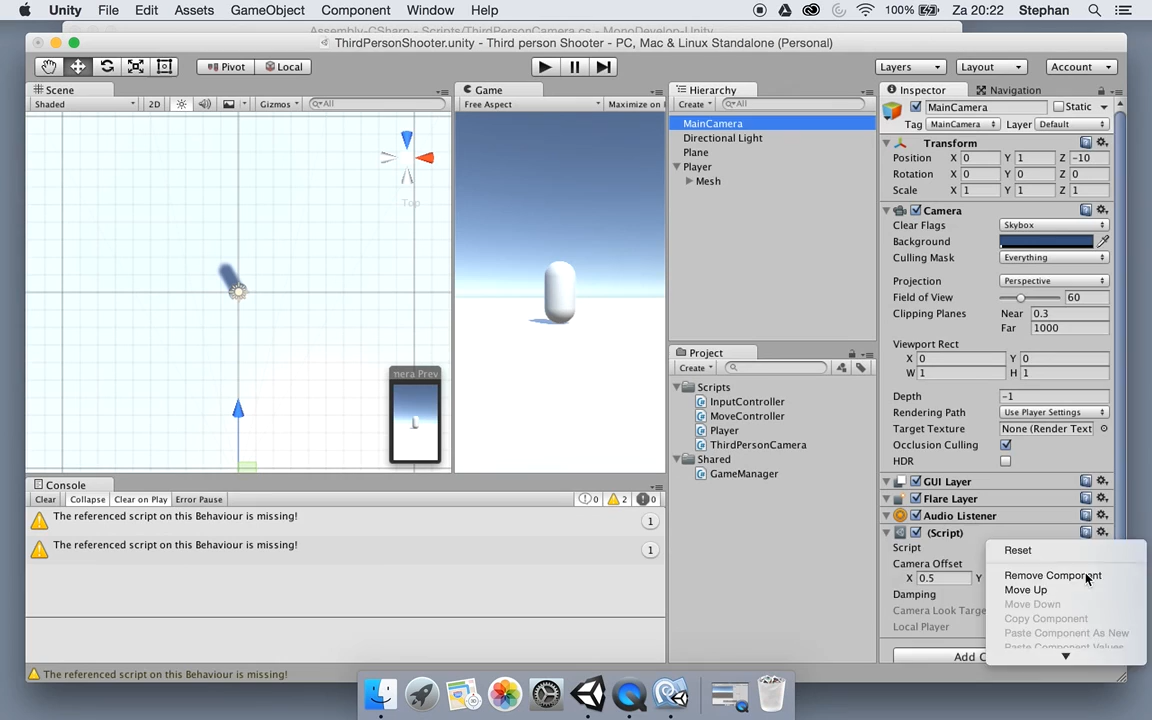 Unity File Edit Assets GameObject Component Window Help 100% Za 20:22 Stephan
Assembly-CSharp - Scripts/ThirdPersonCamera.cs - MonoDevelop-Unity
ThirdPersonShooter.unity - Third person Shooter - PC, Mac & Linux Standalone (Personal)
Pivot Local Layers Layout Account
Scene Game Hierarchy Inspector Navigation
Shaded 2D Gizmos All Free Aspect Maximize on Create All
MainCamera Static
Tag MainCamera Layer Default
Transform
Position X 0 Y 1 Z -10
Rotation X 0 Y 0 Z 0
Scale X 1 Y 1 Z 1
Camera
Clear Flags Skybox
Background
Culling Mask Everything
Projection Perspective
Field of View 60
Clipping Planes Near 0.3
Far 1000
Viewport Rect
X 0 Y 0
W 1 H 1
Depth -1
Rendering Path Use Player Settings
Target Texture None (Render Text
Occlusion Culling
HDR
GUI Layer
Flare Layer
Audio Listener
(Script)
Script
Camera Offset
X 0.5 Y
Damping
Camera Look Targe
Local Player
Add C
MainCamera
Directional Light
Plane
Player
Mesh
Top
mera Prev
Project
Create
Scripts
InputController
MoveController
Player
ThirdPersonCamera
Shared
GameManager
Console
Clear Collapse Clear on Play Error Pause 0 2 0
The referenced script on this Behaviour is missing! 1
The referenced script on this Behaviour is missing! 1
The referenced script on this Behaviour is missing!
Reset
Remove Component
Move Up
Move Down
Copy Component
Paste Component As New
Paste Component Values